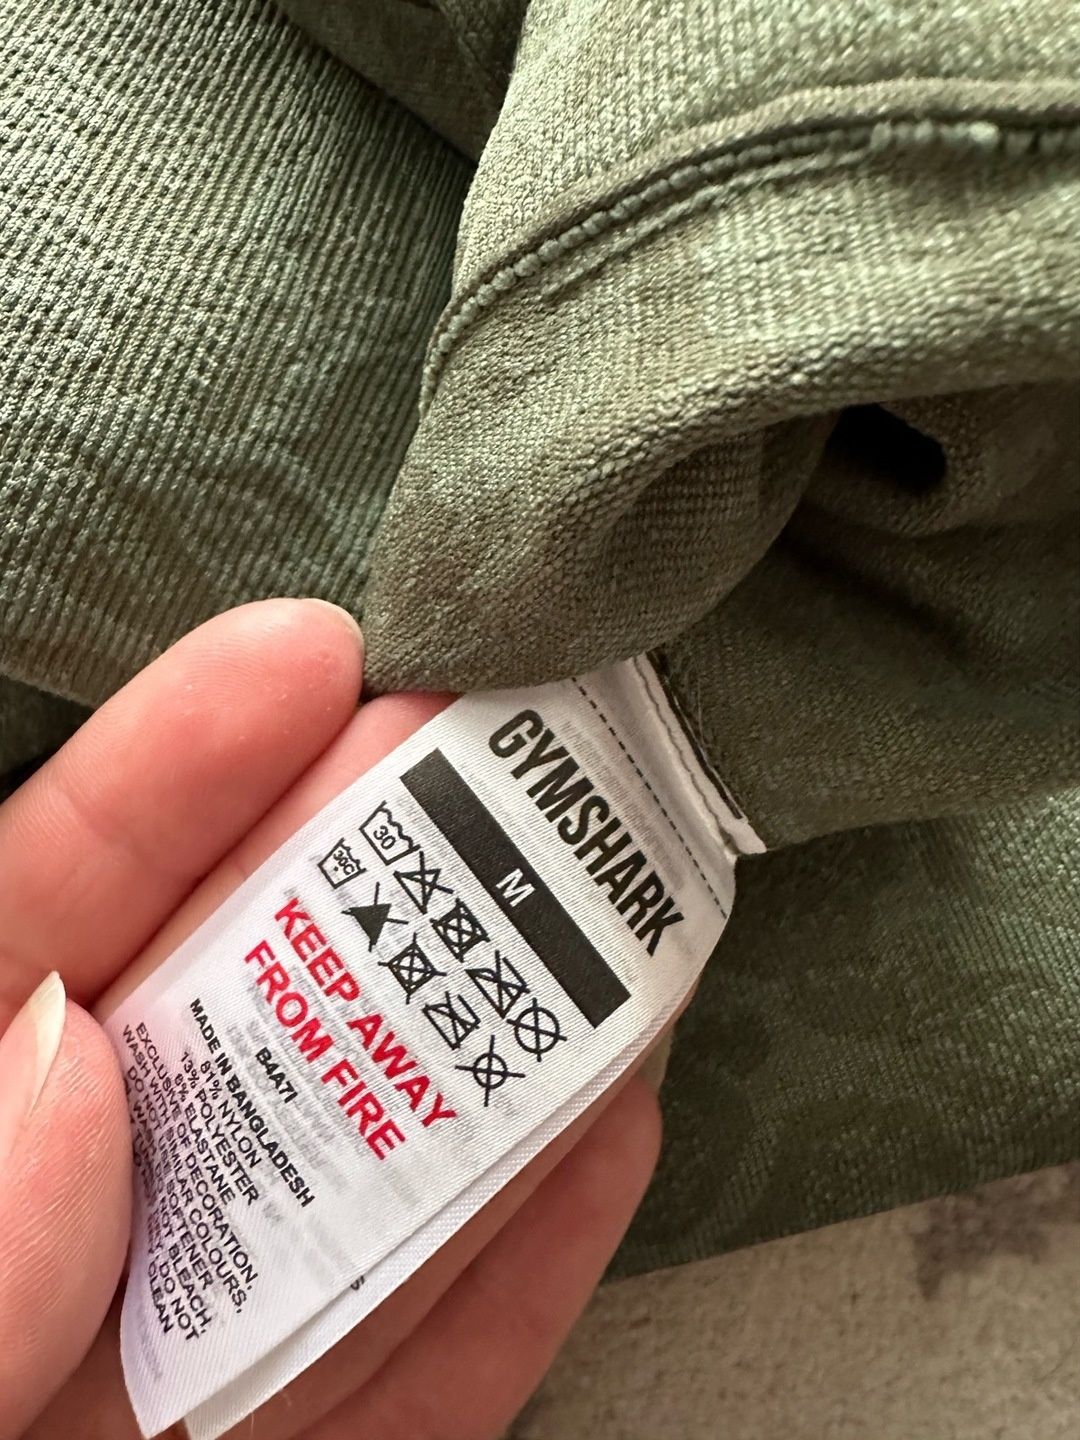 GYMSHARK
M
30
30C
KEEP AWAY
FROM FIRE
B4A7I
MADE IN BANGLADESH
81% NYLON
13% POLYESTER
6% ELASTANE
EXCLUSIVE OF DECORATION.
WASH WITH SIMILAR COLOURS,
DO NOT USE SOFTENER
NOT BLEACH,
DO NOT
CLEAN